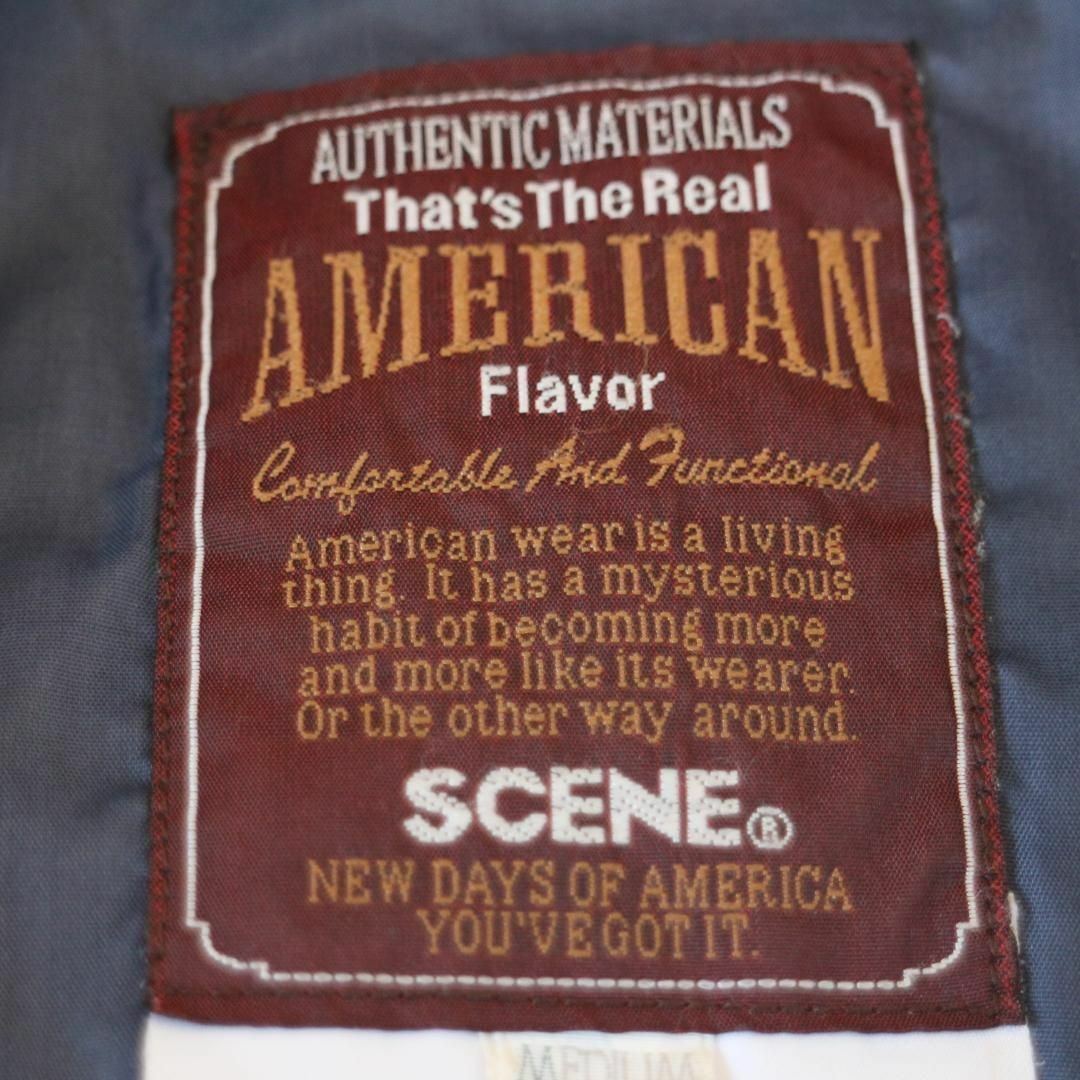 AUTHENTIC MATERIALS
That's The Real
AMERICAN
Flavor
Comfortable And Functional
American wear is a living
thing. It has a mysterious
habit of becoming more
and more like its wearer.
Or the other way around.
SCENE®
NEW DAYS OF AMERICA
YOU'VE GOT IT.
MEDIUM